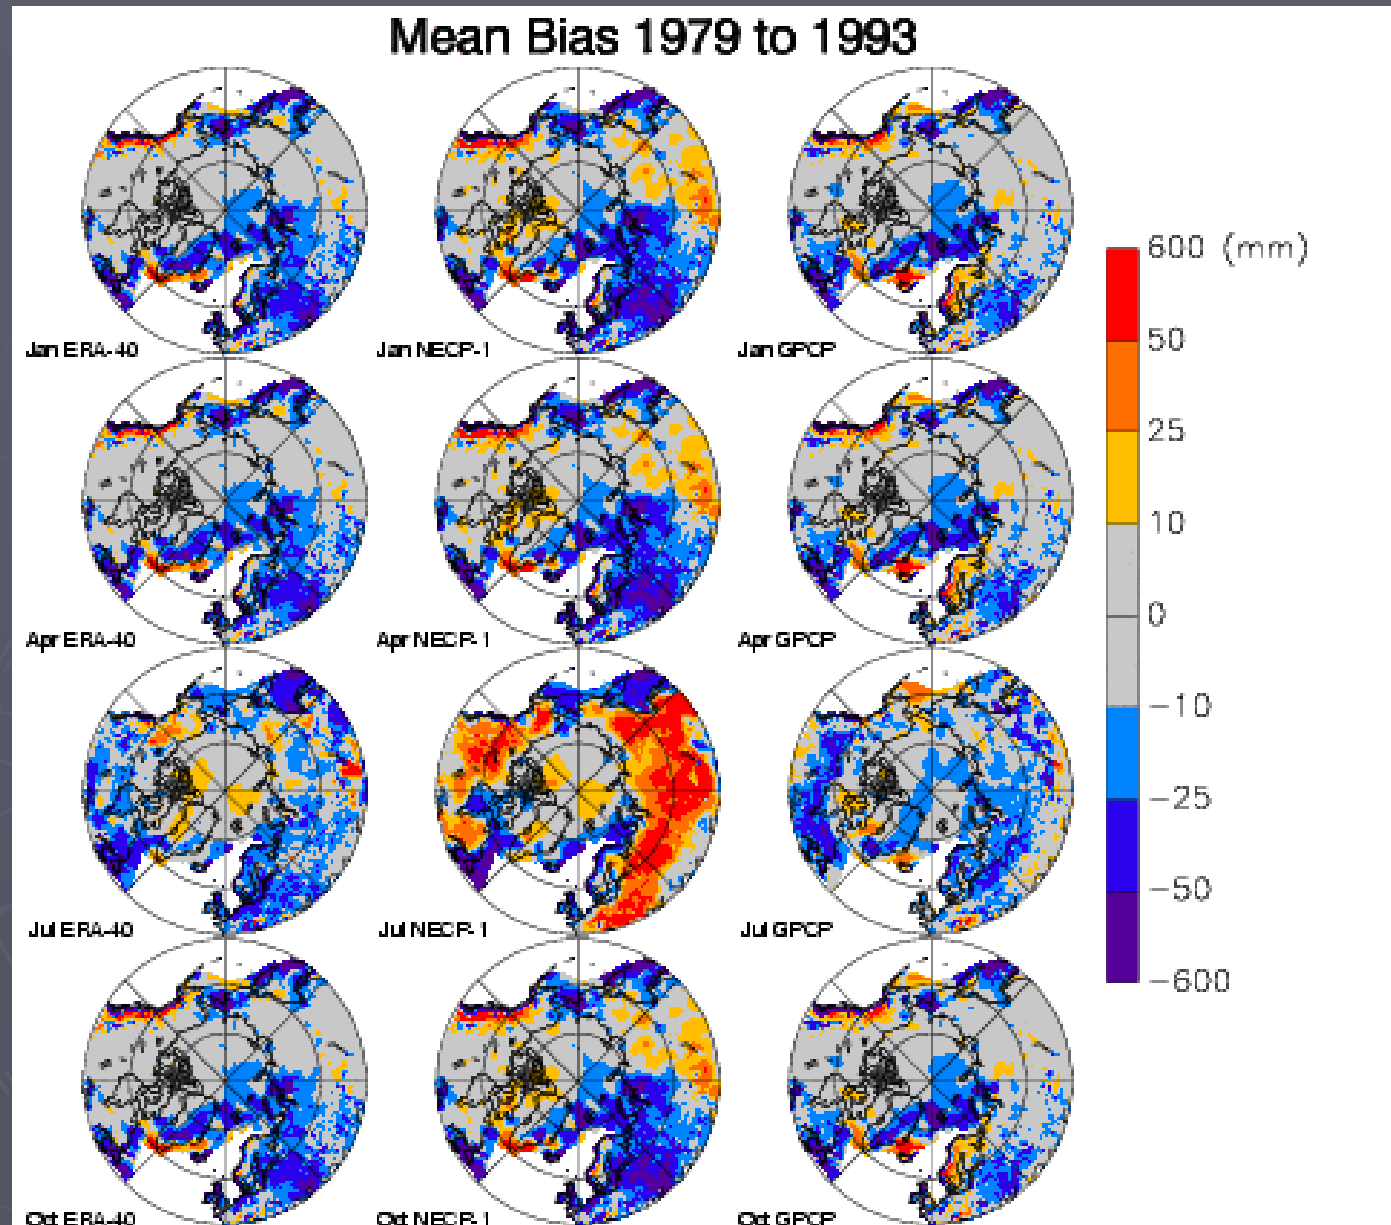 Mean Bias 1979 to 1993
Jan ERA-40
Jan NECP-1
Jan GPCP
Apr ERA-40
Apr NECP-1
Apr GPCP
Jul ERA-40
Jul NECP-1
Jul GPCP
Oct ERA-40
Oct NECP-1
Oct GPCP
600 (mm)
50
25
10
0
-10
-25
-50
-600